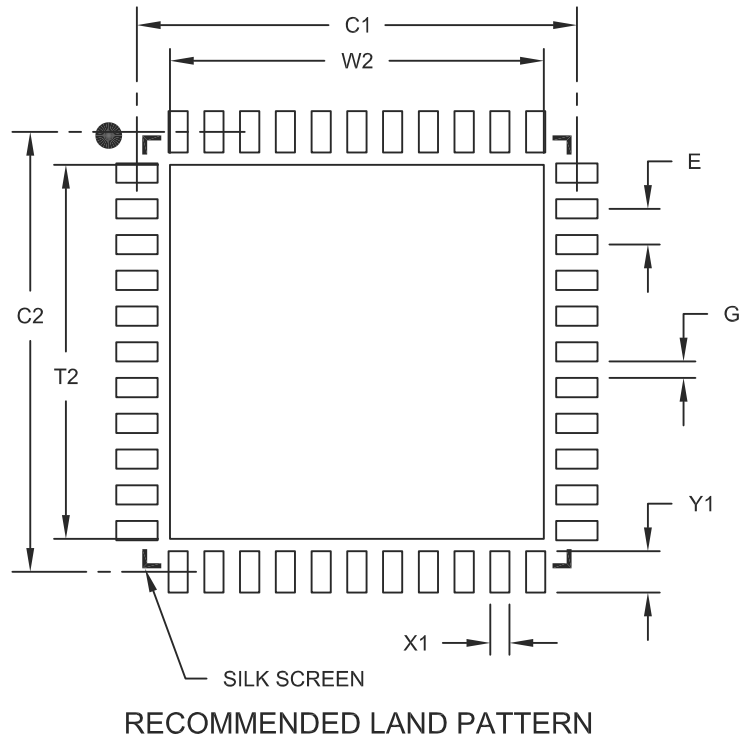 C1
W2
E
C2
G
T2
Y1
X1
SILK SCREEN
RECOMMENDED LAND PATTERN